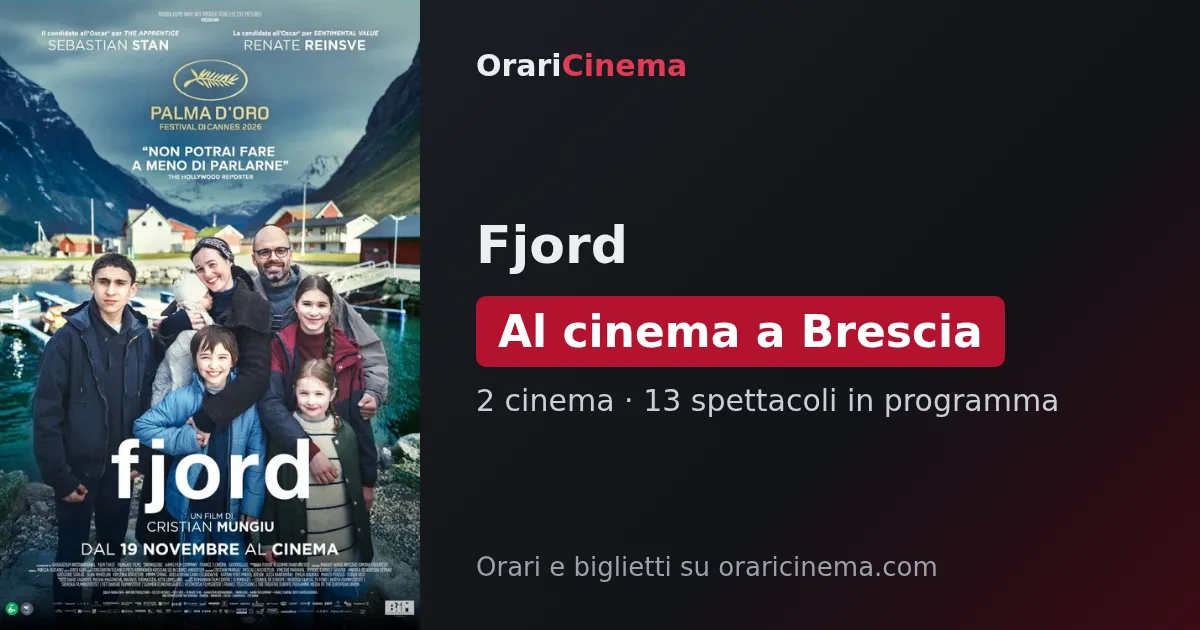 Il candidato all'Oscar® per THE APPRENTICE
SEBASTIAN STAN
La candidata all'Oscar® per SENTIMENTAL VALUE
RENATE REINSVE
PALMA D'ORO
FESTIVAL DI CANNES 2026
“NON POTRAI FARE
A MENO DI PARLARNE”
THE HOLLYWOOD REPORTER
fjord
UN FILM DI
CRISTIAN MUNGIU
DAL 19 NOVEMBRE AL CINEMA
BiM
OrariCinema
Fjord
Al cinema a Brescia
2 cinema · 13 spettacoli in programma
Orari e biglietti su oraricinema.com